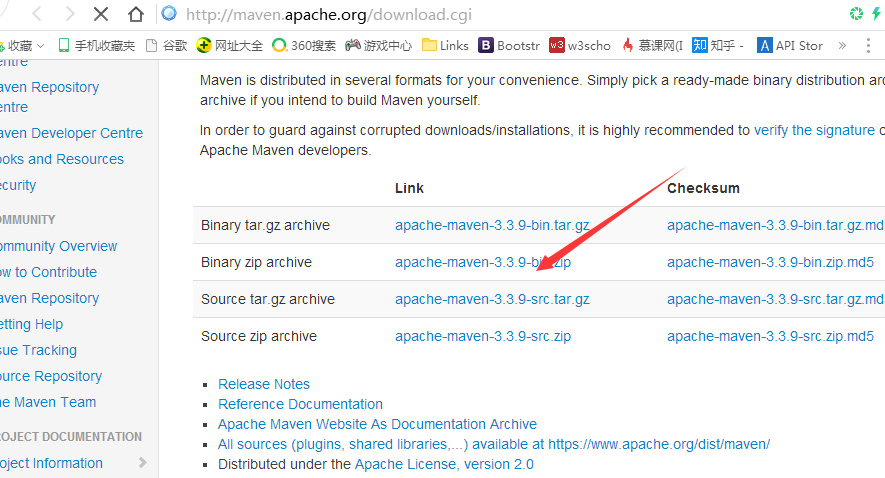 http://maven.apache.org/download.cgi
收藏 手机收藏夹 谷歌 网址大全 360搜索 游戏中心 Links Bootstr w3scho 慕课网(I 知乎 - API Stor »
entre
aven Repository
entre
aven Developer Centre
ooks and Resources
ecurity
OMMUNITY
ommunity Overview
ow to Contribute
aven Repository
etting Help
sue Tracking
ource Repository
he Maven Team
ROJECT DOCUMENTATION
roject Information
Maven is distributed in several formats for your convenience. Simply pick a ready-made binary distribution arc
archive if you intend to build Maven yourself.
In order to guard against corrupted downloads/installations, it is highly recommended to verify the signature o
Apache Maven developers.
Link Checksum
Binary tar.gz archive apache-maven-3.3.9-bin.tar.gz apache-maven-3.3.9-bin.tar.gz.md
Binary zip archive apache-maven-3.3.9-bin.zip apache-maven-3.3.9-bin.zip.md5
Source tar.gz archive apache-maven-3.3.9-src.tar.gz apache-maven-3.3.9-src.tar.gz.md
Source zip archive apache-maven-3.3.9-src.zip apache-maven-3.3.9-src.zip.md5
Release Notes
Reference Documentation
Apache Maven Website As Documentation Archive
All sources (plugins, shared libraries,...) available at https://www.apache.org/dist/maven/
Distributed under the Apache License, version 2.0